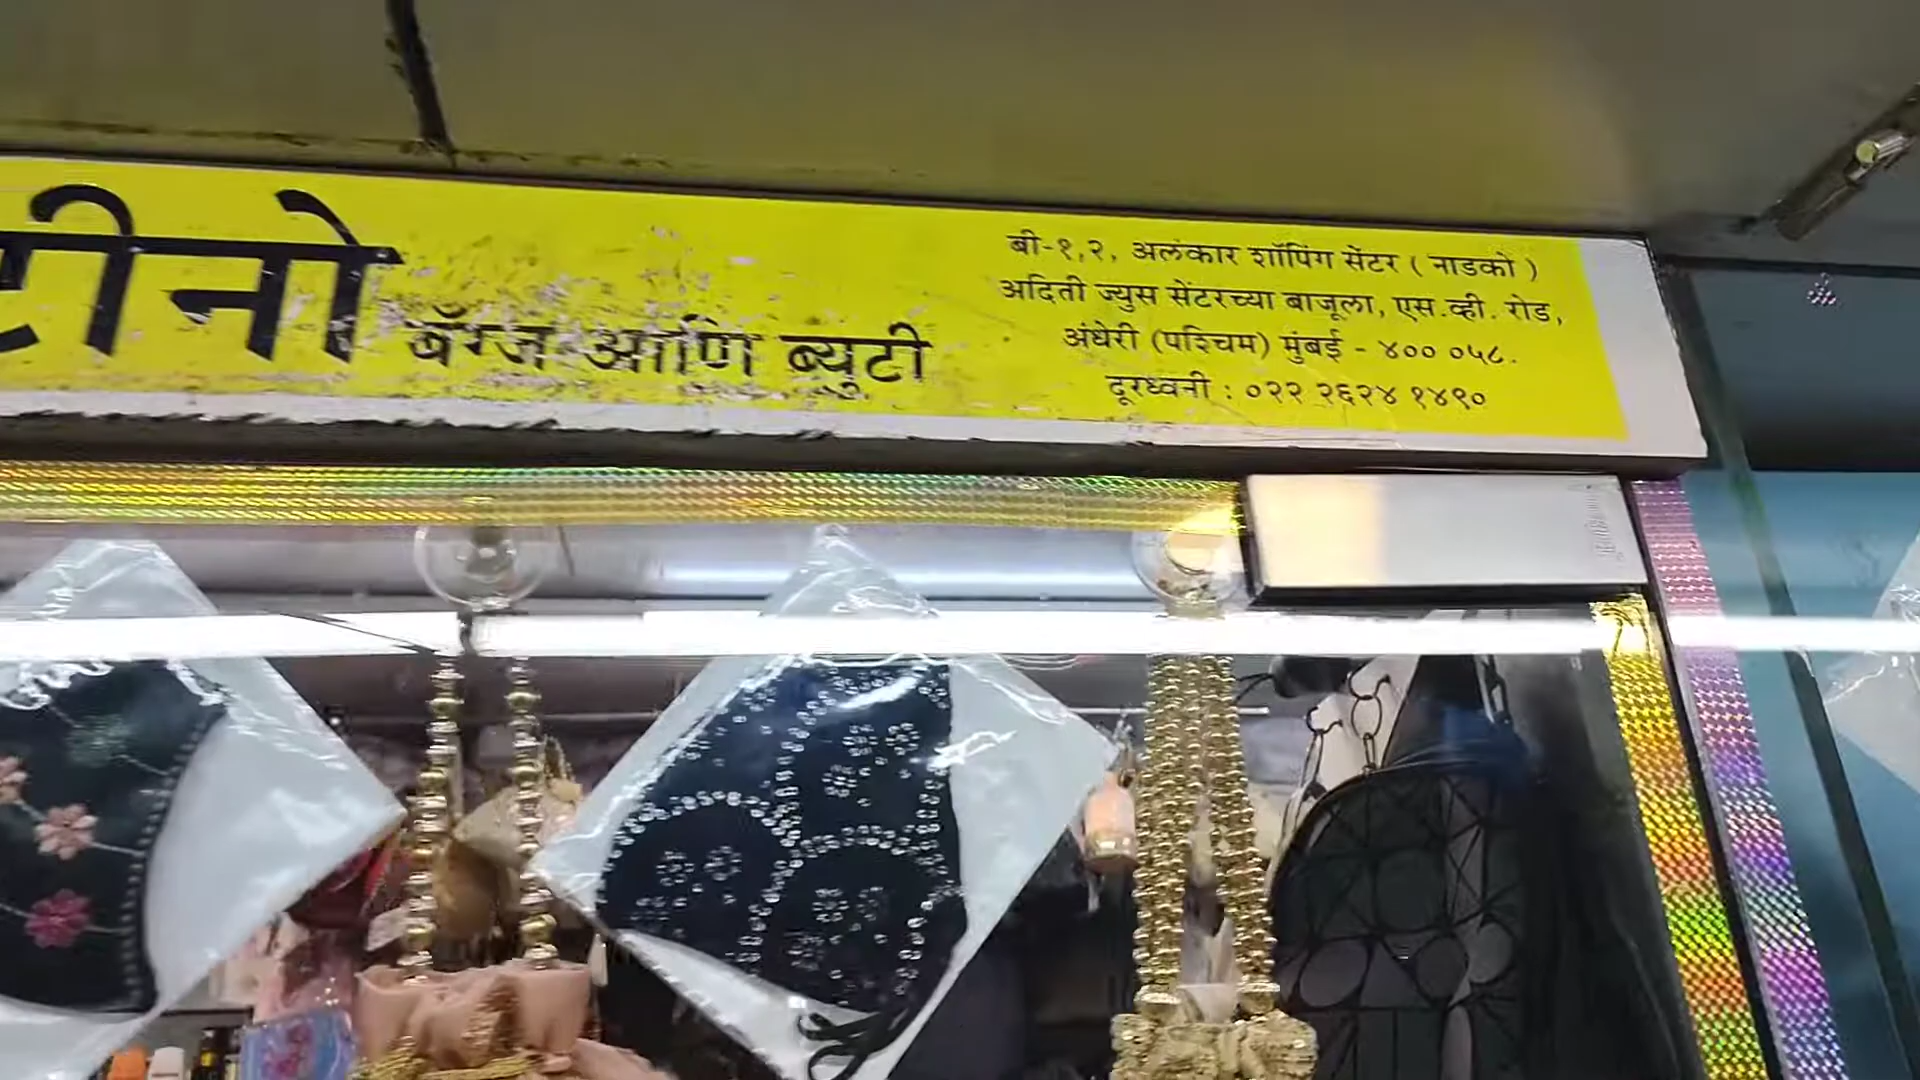 बॅग्ज आणि ब्युटी
बी-१,२, अलंकार शॉपिंग सेंटर ( नाडको )
अदिती ज्युस सेंटरच्या बाजूला, एस.व्ही. रोड,
अंधेरी (पश्चिम) मुंबई - ४०० ०५८.
दूरध्वनी : ०२२ २६२४ १४९०